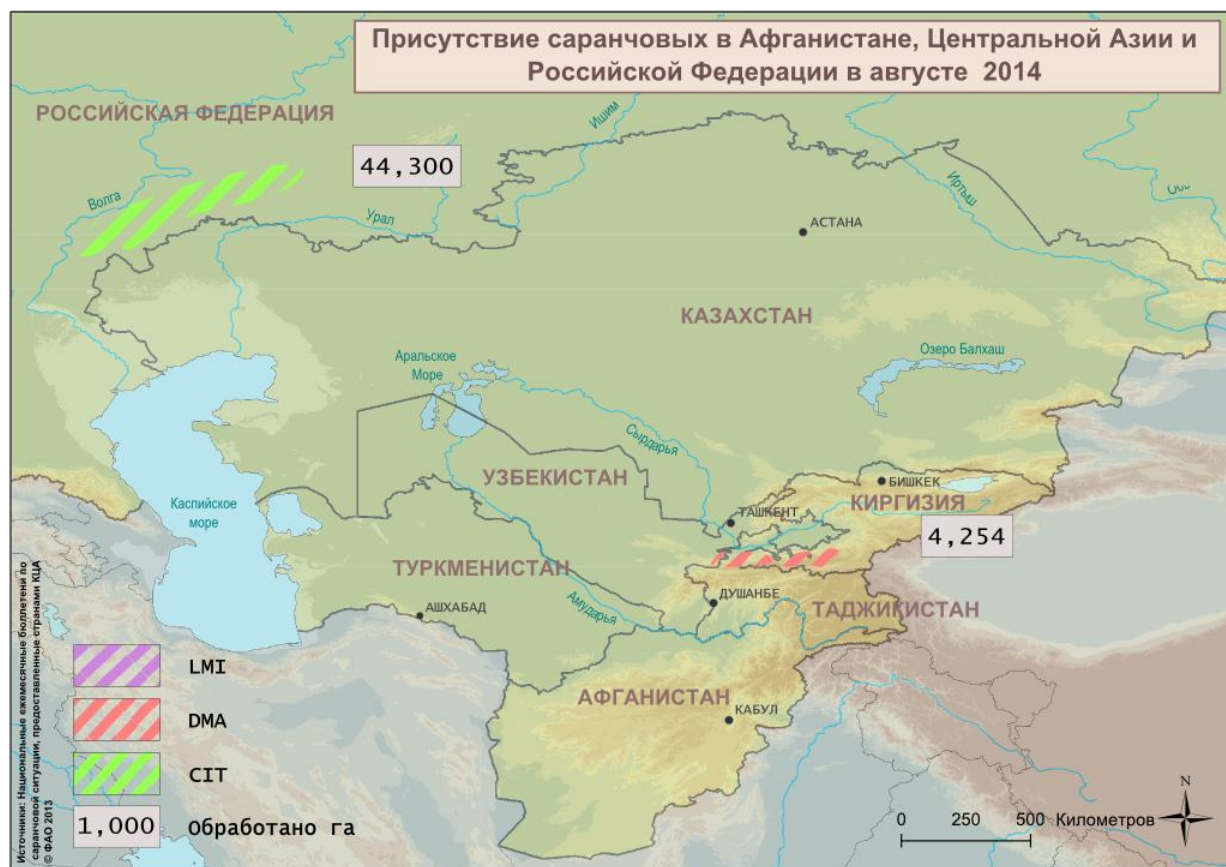 Присутствие саранчовых в Афганистане, Центральной Азии и
Российской Федерации в августе 2014
РОССИЙСКАЯ ФЕДЕРАЦИЯ
44,300
Ишим
Волга
Урал
Иртыш
АСТАНА
КАЗАХСТАН
Аральское
Море
Озеро Балхаш
Сырдарья
УЗБЕКИСТАН
БИШКЕК
КИРГИЗИЯ
Каспийское
море
ТАШКЕНТ
4,254
ТУРКМЕНИСТАН
ДУШАНБЕ
Амударья
ТАДЖИКИСТАН
АШХАБАД
АФГАНИСТАН
КАБУЛ
LMI
DMA
CIT
1,000 Обработано га
Источники: Национальные ежемесячные бюллетени по
саранчовой ситуации, предоставленные странами КЦА
© ФАО 2013
N
0 250 500 Километров